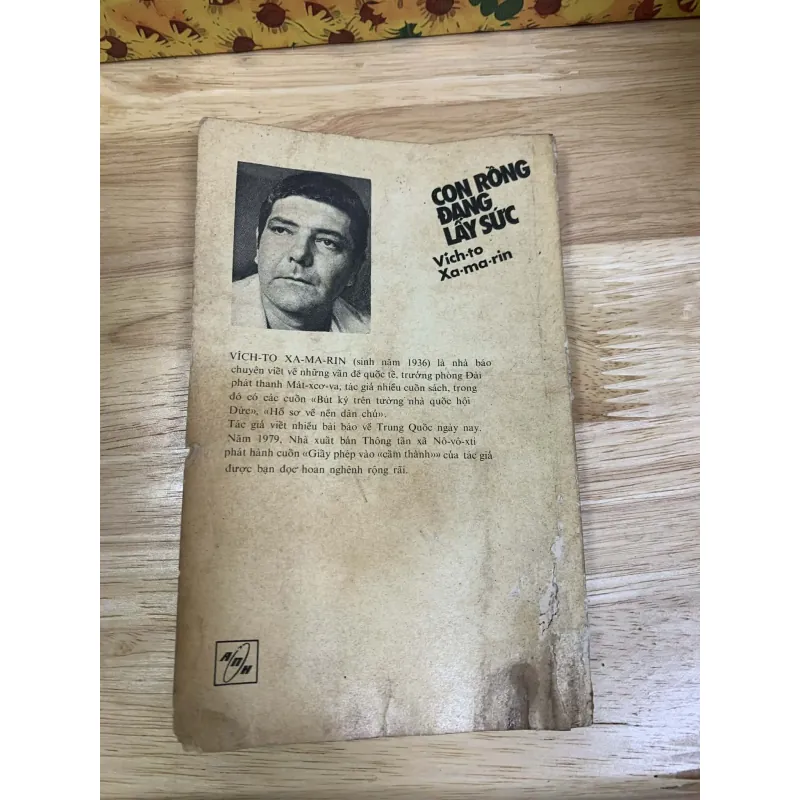 CON RỒNG
ĐANG
LẤY SỨC
Vích-to
Xa-ma-rin
VÍCH-TO XA-MA-RIN (sinh năm 1936) là nhà báo
chuyên viết về những vấn đề quốc tế, trưởng phòng Đài
phát thanh Mát-xcơ-va, tác giả nhiều cuốn sách, trong
đó có các cuốn «Bút ký trên tường nhà quốc hội
Đức», «Hồ sơ về nền dân chủ».
Tác giả viết nhiều bài báo về Trung Quốc ngày nay.
Năm 1979, Nhà xuất bản Thông tấn xã Nô-vô-xti
phát hành cuốn «Giấy phép vào «cấm thành»» của tác giả
được bạn đọc hoan nghênh rộng rãi.
АПН